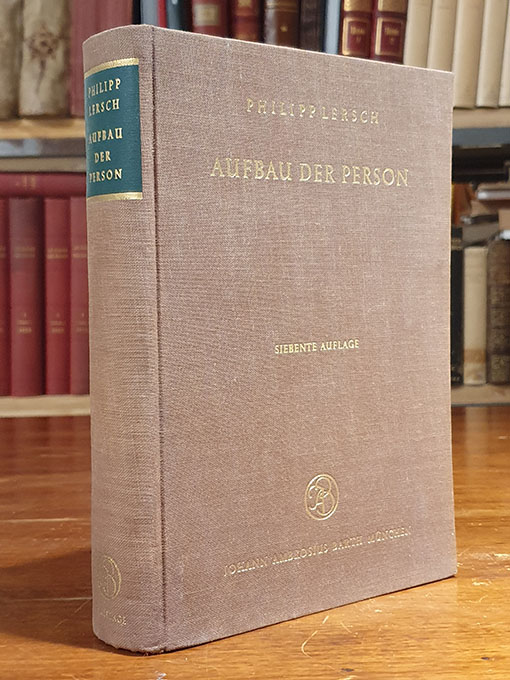 PHILIPP
LERSCH
AUFBAU
DER
PERSON
PHILIPP LERSCH
AUFBAU DER PERSON
SIEBENTE AUFLAGE
JOHANN AMBROSIUS BARTH MÜNCHEN